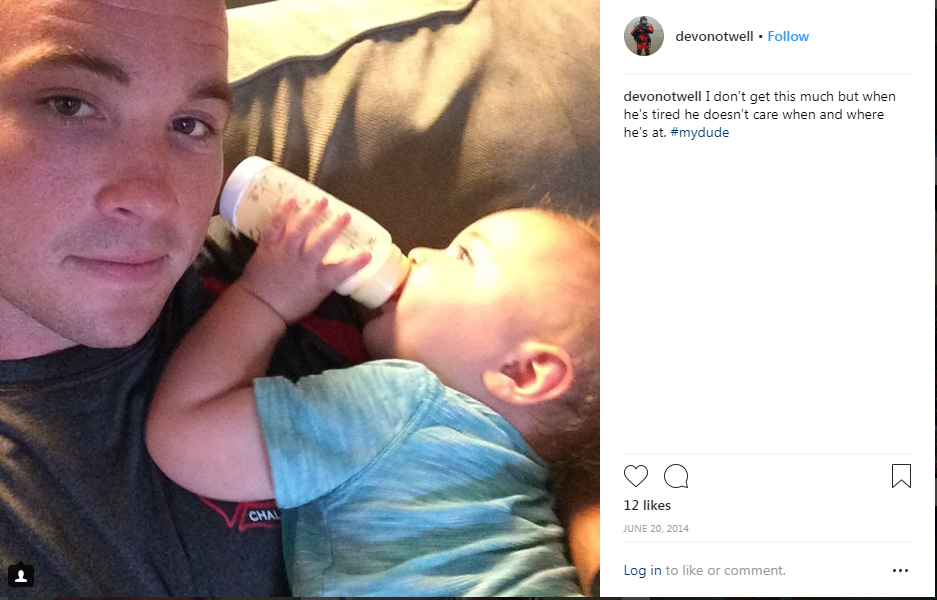 devonotwell • Follow
devonotwell I don't get this much but when
he's tired he doesn't care when and where
he's at. #mydude
CHAL
12 likes
JUNE 20, 2014
Log in to like or comment.